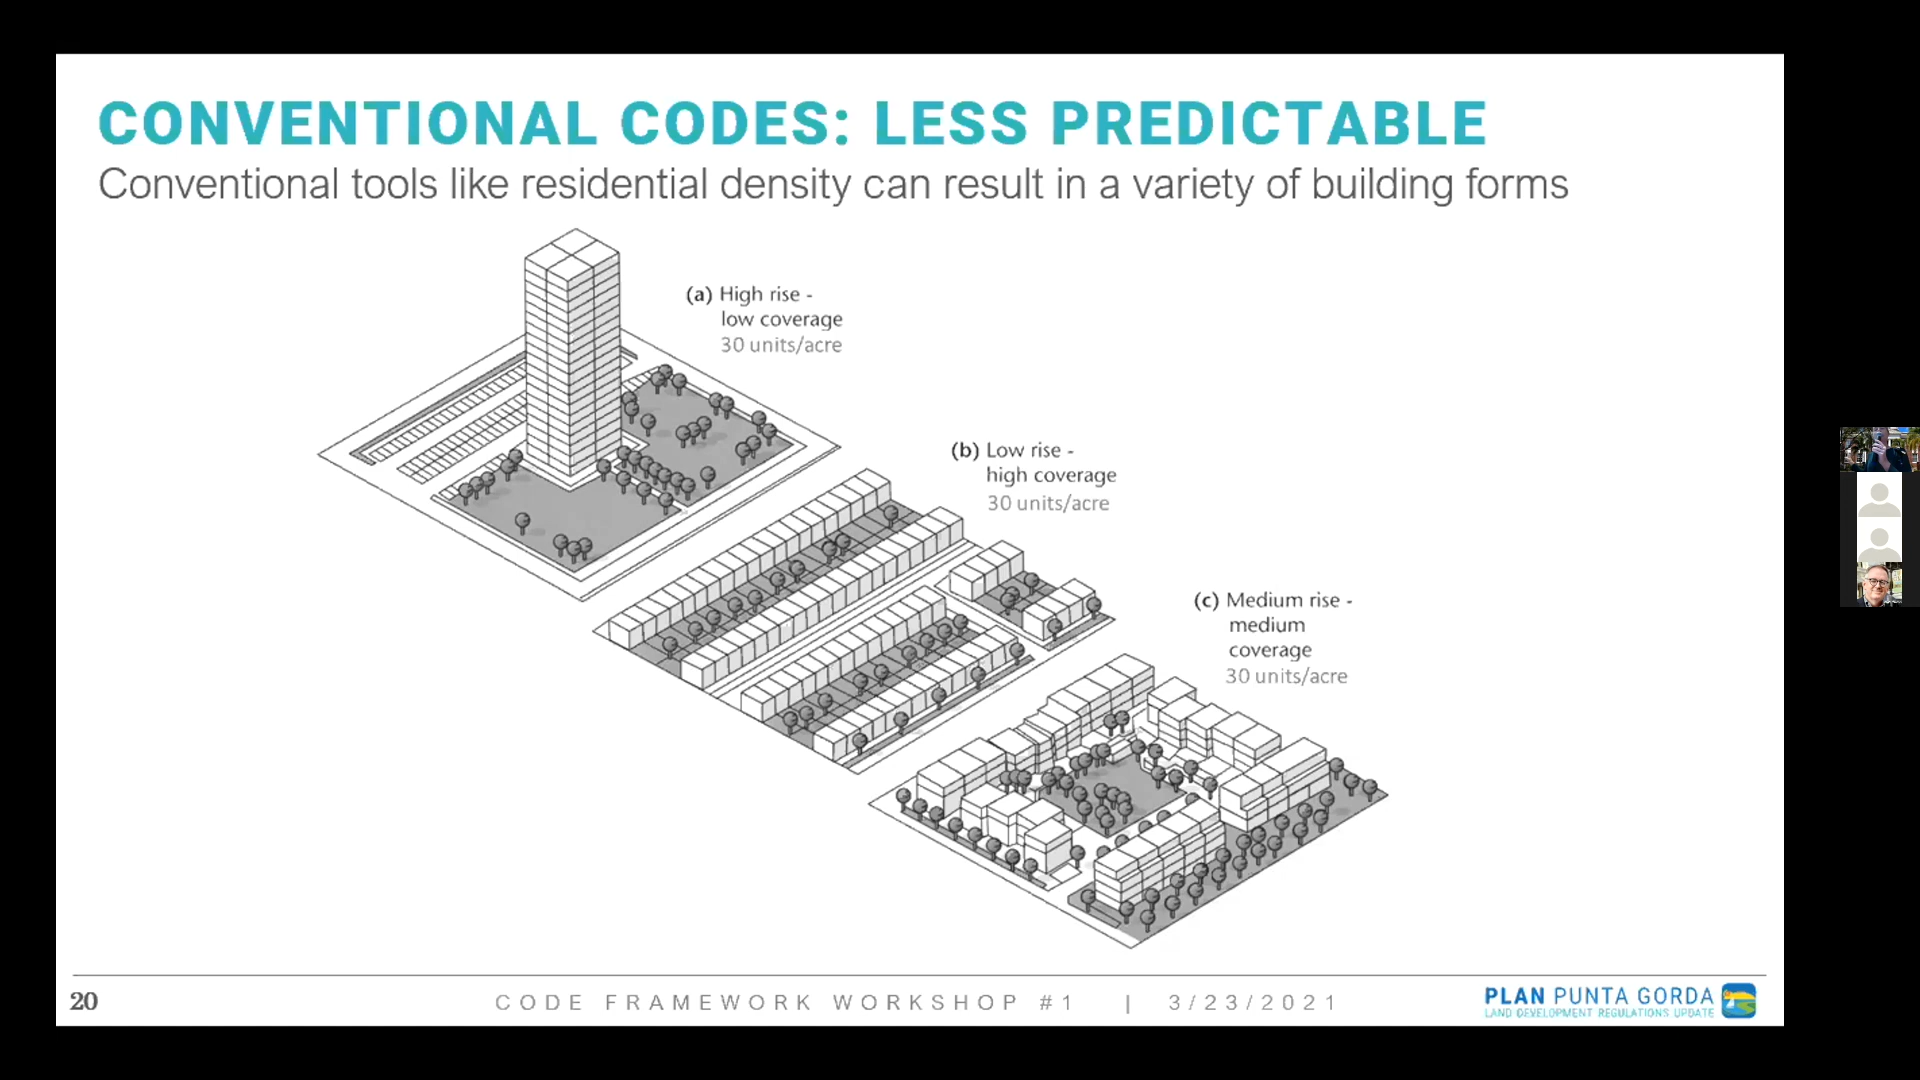 CONVENTIONAL CODES: LESS PREDICTABLE
Conventional tools like residential density can result in a variety of building forms
(a) High rise -
low coverage
30 units/acre
(b) Low rise -
high coverage
30 units/acre
(c) Medium rise -
medium
coverage
30 units/acre
20
CODE FRAMEWORK WORKSHOP #1 | 3/23/2021
PLAN PUNTA GORDA
LAND DEVELOPMENT REGULATIONS UPDATE